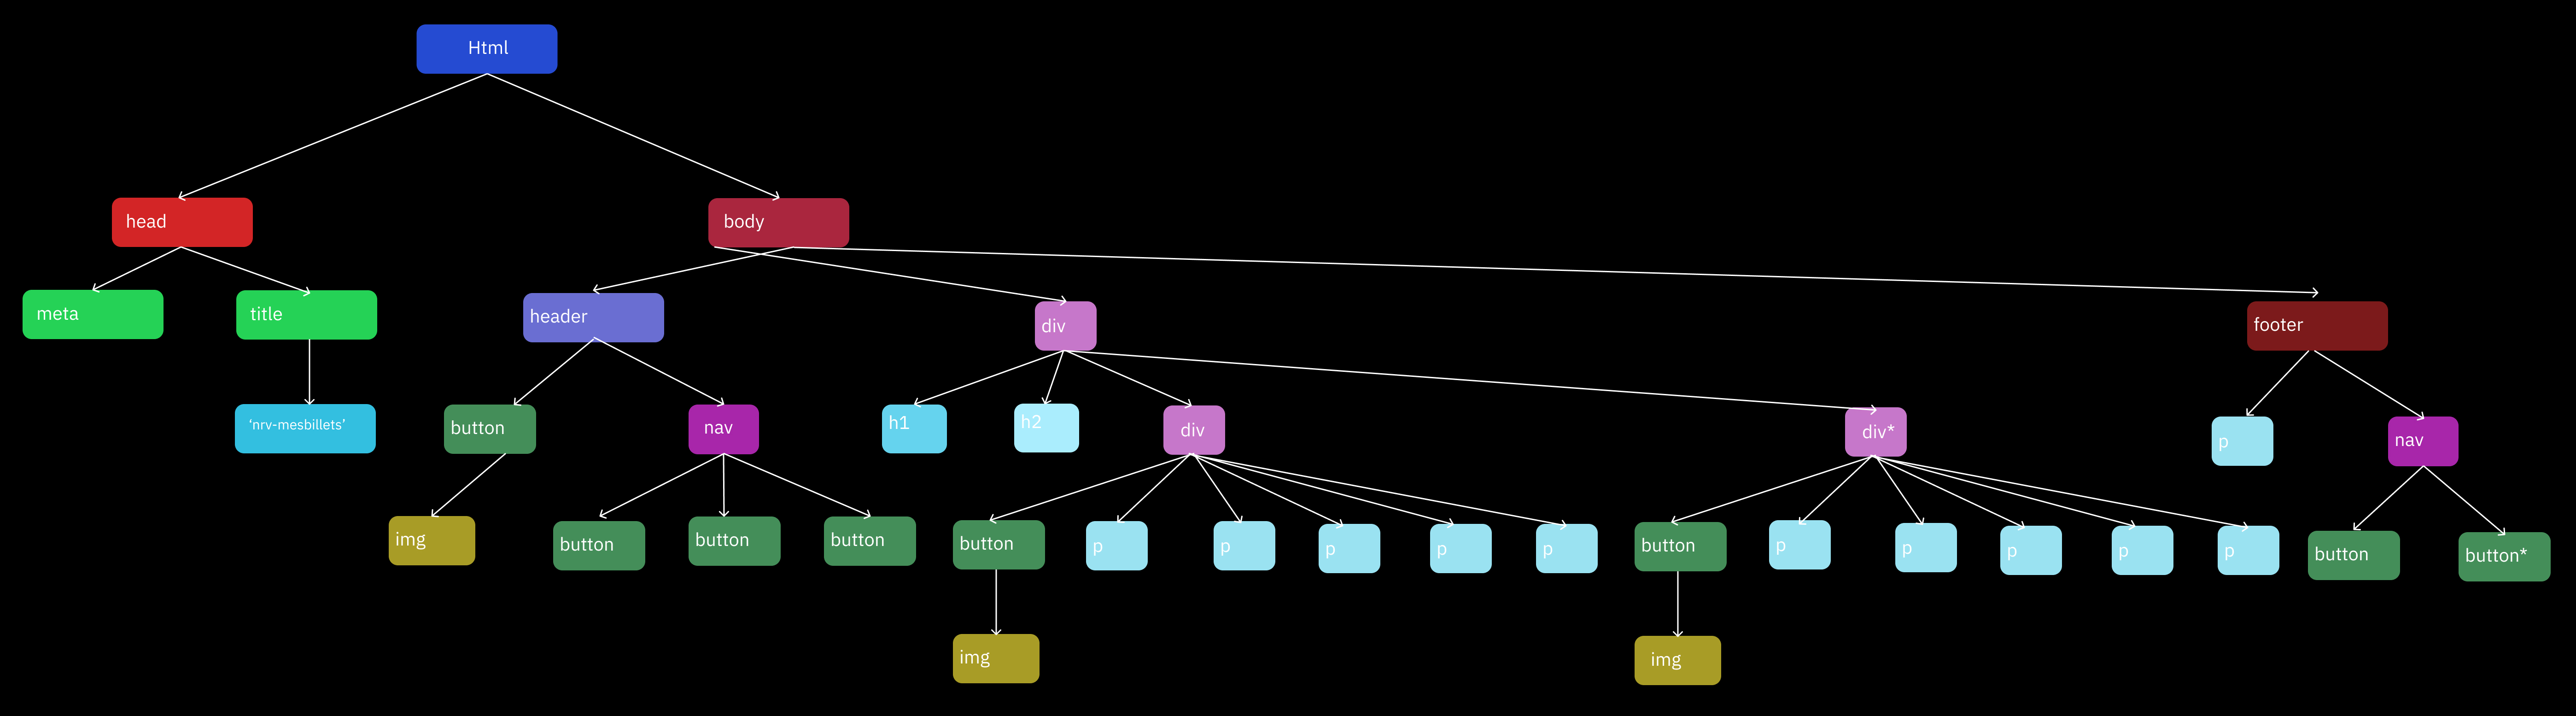 Html
head
body
meta
title
header
div
footer
'nrv-mesbillets'
button
nav
h1
h2
div
div*
p
nav
img
button
button
button
button
p
p
p
p
p
button
p
p
p
p
p
button
button*
img
img